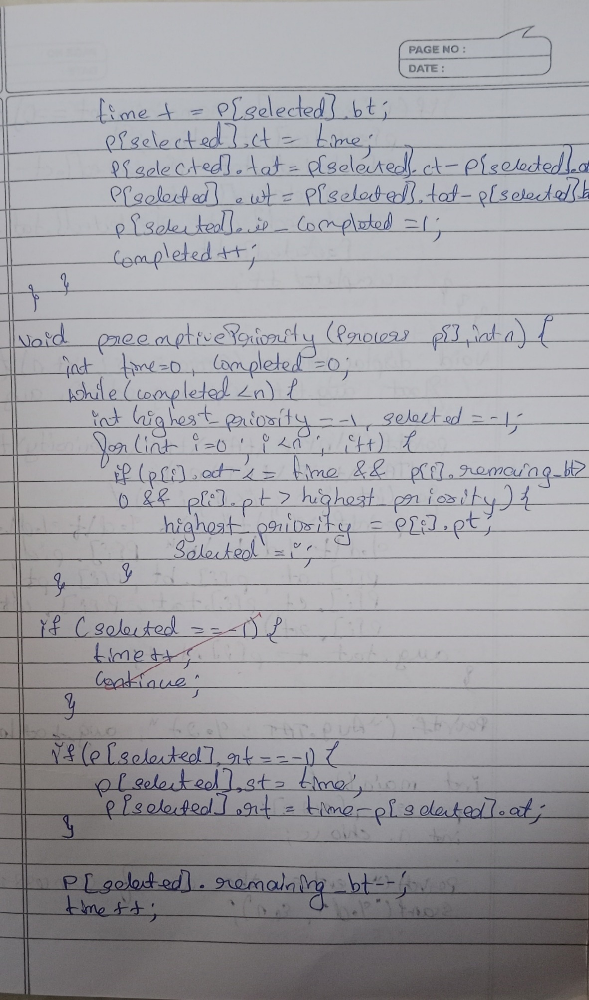 PAGE NO :
DATE :
time + = p[selected].bt;
p[selected].ct = time;
p[selected].tat = p[selected].ct - p[selected].a
p[selected].wt = p[selected].tat - p[selected].b
p[selected].is_completed = 1;
completed ++;
}
}
void preemptivePriority (Process p[], int n) {
int time=0, completed =0;
while (completed <n) {
int highest_priority = -1, selected = -1;
for (int i=0 ; i <n ; i++) {
if (p[i].at <= time && p[i].remaing_bt>
0 && p[i].pt > highest_priority) {
highest_priority = p[i].pt;
selected = i;
}
}
if (selected == -1) {
time ++;
continue;
}
if (p[selected].rt == -1) {
p[selected].st = time;
p[selected].rt = time - p[selected].at;
}
p[selected].remaining_bt--;
time ++;